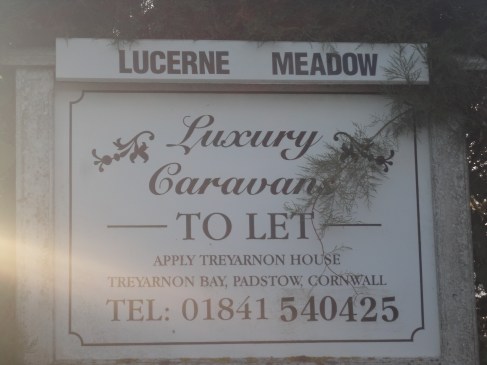 LUCERNE MEADOW
Luxury
Caravans
TO LET
APPLY TREYARNON HOUSE
TREYARNON BAY, PADSTOW, CORNWALL
TEL: 01841 540425